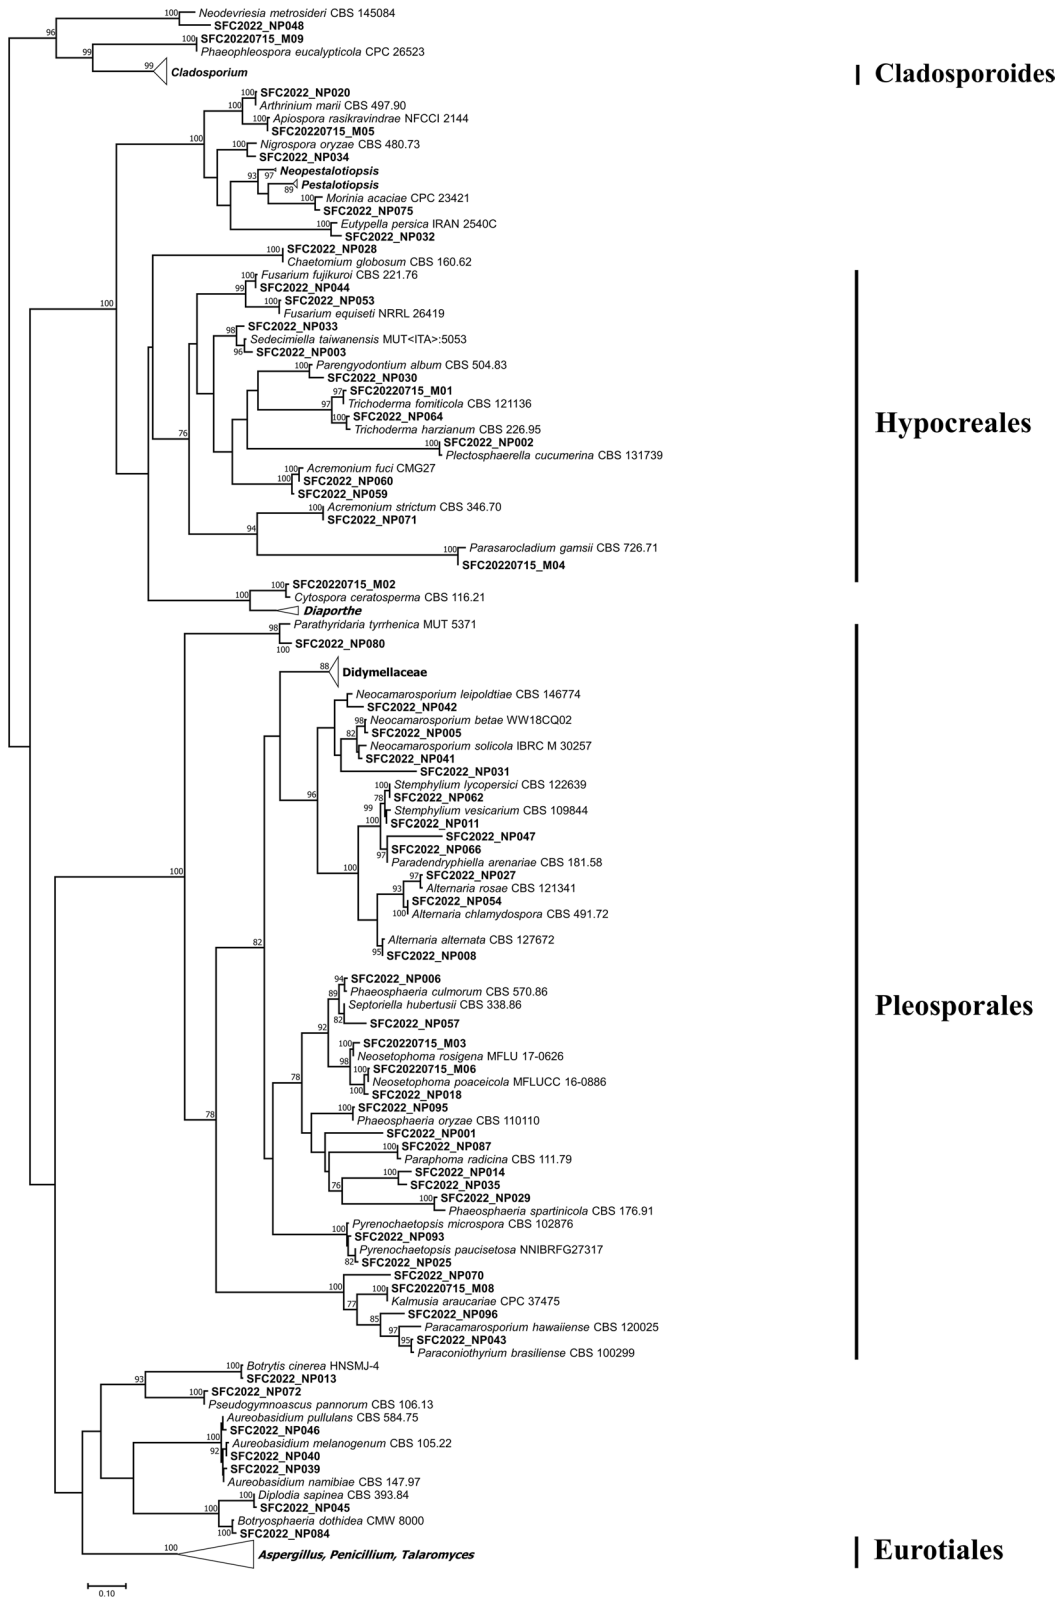 100 Neodevriesia metrosideri CBS 145084
SFC2022_NP048
96
100 SFC20220715_M09
Phaeophleospora eucalypticola CPC 26523
99
99 Cladosporium
Cladosporoides
100 SFC2022_NP020
100 Arthrinium marii CBS 497.90
Apiospora rasikravindrae NFCCI 2144
100 SFC20220715_M05
100 Nigrospora oryzae CBS 480.73
100 SFC2022_NP034
93 97 Neopestalotiopsis
89 Pestalotiopsis
Morinia acaciae CPC 23421
100 SFC2022_NP075
Eutypella persica IRAN 2540C
100 SFC2022_NP032
100 SFC2022_NP028
Chaetomium globosum CBS 160.62
Fusarium fujikuroi CBS 221.76
100 SFC2022_NP044
99
100 SFC2022_NP053
Fusarium equiseti NRRL 26419
100
98 SFC2022_NP033
Sedecimiella taiwanensis MUT<ITA>:5053
96 SFC2022_NP003
Parengyodontium album CBS 504.83
100 SFC2022_NP030
97 SFC20220715_M01
97 Trichoderma fomiticola CBS 121136
100 SFC2022_NP064
Trichoderma harzianum CBS 226.95
Hypocreales
76
100 SFC2022_NP002
Plectosphaerella cucumerina CBS 131739
100 Acremonium fuci CMG27
100 SFC2022_NP060
SFC2022_NP059
Acremonium strictum CBS 346.70
100 SFC2022_NP071
94
100 Parasarocladium gamsii CBS 726.71
SFC20220715_M04
100 SFC20220715_M02
100 Cytospora ceratosperma CBS 116.21
Diaporthe
98 Parathyridaria tyrrhenica MUT 5371
100 SFC2022_NP080
88 Didymellaceae
Neocamarosporium leipoldtiae CBS 146774
SFC2022_NP042
98 Neocamarosporium betae WW18CQ02
82 SFC2022_NP005
Neocamarosporium solicola IBRC M 30257
SFC2022_NP041
SFC2022_NP031
96
100 Stemphylium lycopersici CBS 122639
78 SFC2022_NP062
99 Stemphylium vesicarium CBS 109844
100 SFC2022_NP011
SFC2022_NP047
97 SFC2022_NP066
Paradendryphiella arenariae CBS 181.58
100
97 SFC2022_NP027
93 Alternaria rosae CBS 121341
SFC2022_NP054
100 Alternaria chlamydospora CBS 491.72
100
82
Alternaria alternata CBS 127672
95 SFC2022_NP008
94 SFC2022_NP006
89 Phaeosphaeria culmorum CBS 570.86
Septoriella hubertusii CBS 338.86
82 SFC2022_NP057
Pleosporales
92
100 SFC20220715_M03
98 Neosetophoma rosigena MFLU 17-0626
100 SFC20220715_M06
Neosetophoma poaceicola MFLUCC 16-0886
100 SFC2022_NP018
78
100 SFC2022_NP095
Phaeosphaeria oryzae CBS 110110
78
SFC2022_NP001
100 SFC2022_NP087
Paraphoma radicina CBS 111.79
100 SFC2022_NP014
76 SFC2022_NP035
100 SFC2022_NP029
Phaeosphaeria spartinicola CBS 176.91
Pyrenochaetopsis microspora CBS 102876
100 SFC2022_NP093
Pyrenochaetopsis paucisetosa NNIBRFG27317
82 SFC2022_NP025
SFC2022_NP070
100 100 SFC20220715_M08
77 Kalmusia araucariae CPC 37475
85 SFC2022_NP096
97 Paracamarosporium hawaiiense CBS 120025
95 SFC2022_NP043
Paraconiothyrium brasiliense CBS 100299
100 Botrytis cinerea HNSMJ-4
93 SFC2022_NP013
100 SFC2022_NP072
Pseudogymnoascus pannorum CBS 106.13
Aureobasidium pullulans CBS 584.75
SFC2022_NP046
100 Aureobasidium melanogenum CBS 105.22
92 SFC2022_NP040
SFC2022_NP039
Aureobasidium namibiae CBS 147.97
100 Diplodia sapinea CBS 393.84
100 SFC2022_NP045
Botryosphaeria dothidea CMW 8000
100 SFC2022_NP084
100 Aspergillus, Penicillium, Talaromyces
Eurotiales
0.10